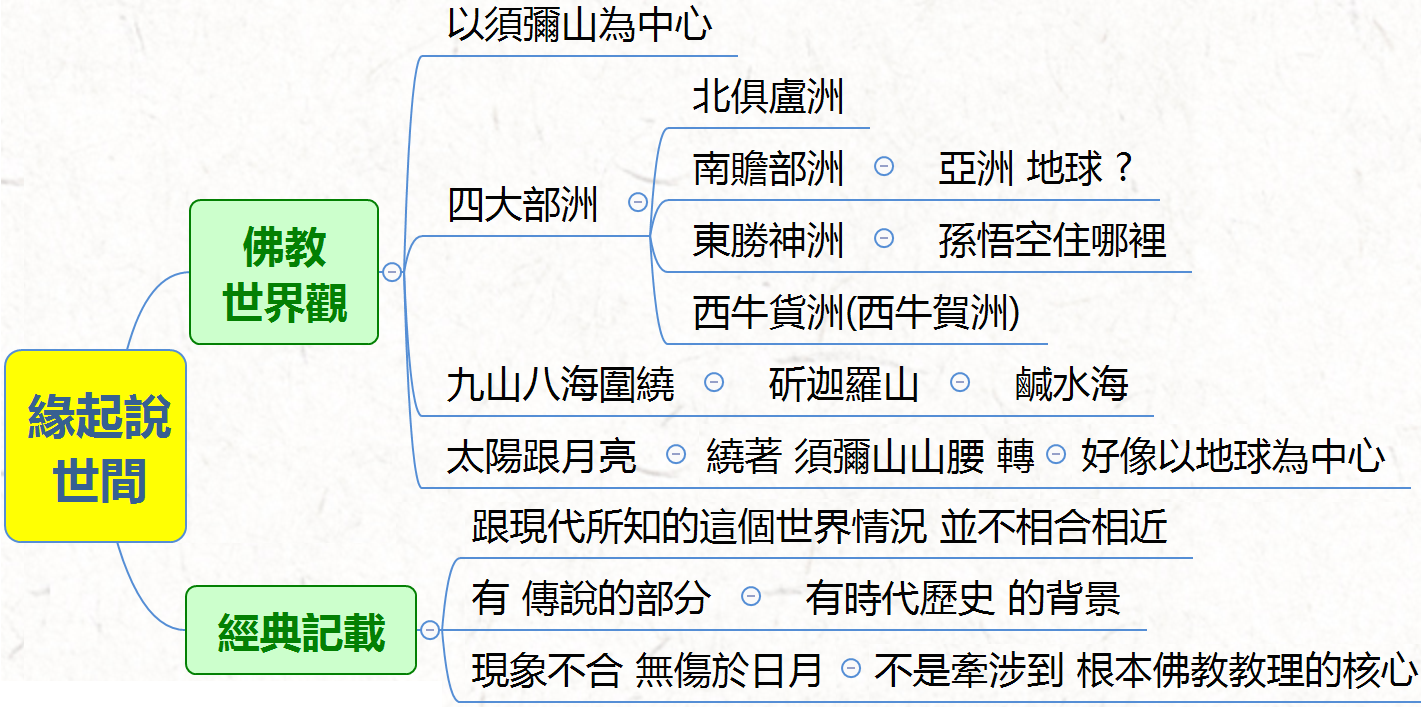 以須彌山為中心
北俱盧洲
南贍部洲 亞洲 地球 ?
四大部洲
東勝神洲 孫悟空住哪裡
佛教
世界觀
西牛貨洲(西牛賀洲)
九山八海圍繞 斫迦羅山 鹹水海
緣起說
世間
太陽跟月亮 繞著 須彌山山腰 轉 好像以地球為中心
跟現代所知的這個世界情況 並不相合相近
有 傳說的部分 有時代歷史 的背景
經典記載
現象不合 無傷於日月 不是牽涉到 根本佛教教理的核心